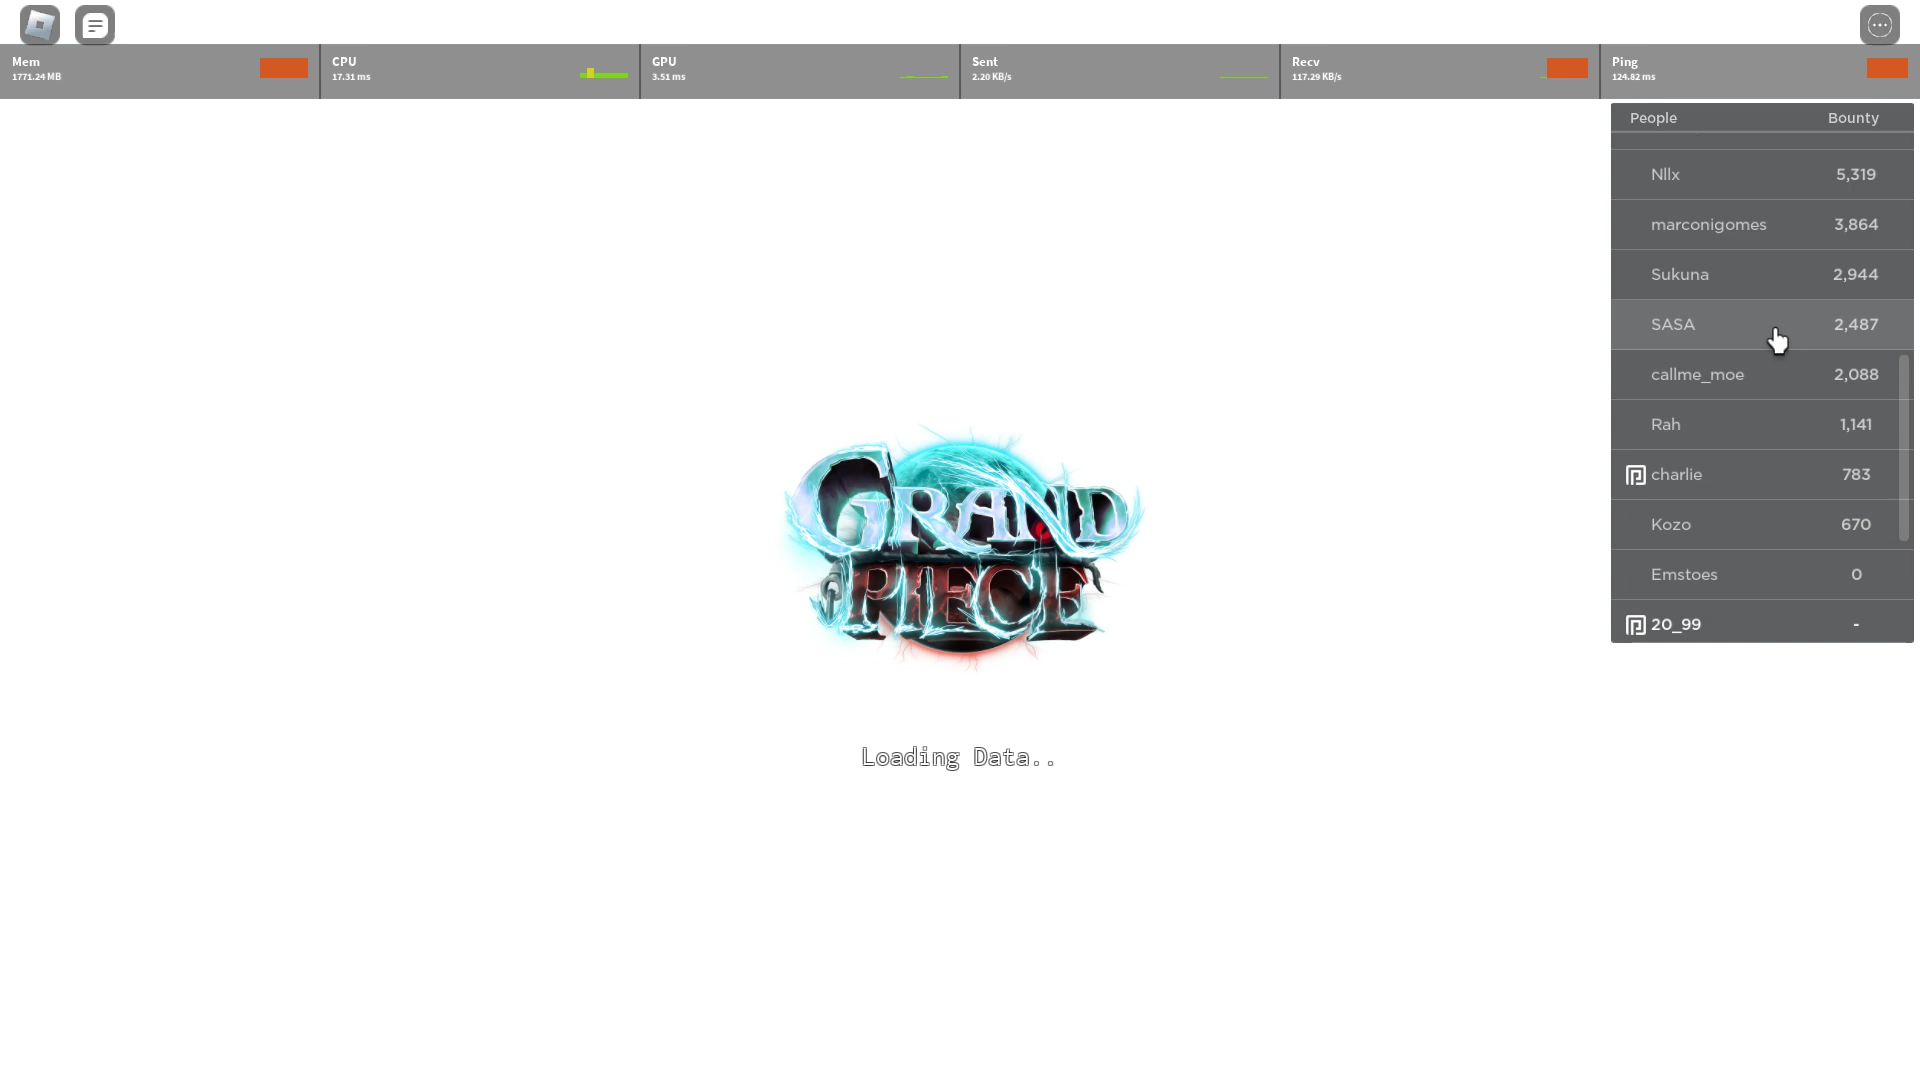 Mem
1771.24 MB
CPU
17.31 ms
GPU
3.51 ms
Sent
2.20 KB/s
Recv
117.29 KB/s
Ping
124.82 ms
People Bounty
Nllx 5,319
marconigomes 3,864
Sukuna 2,944
SASA 2,487
callme_moe 2,088
Rah 1,141
charlie 783
Kozo 670
Emstoes 0
20_99 -
GRAND
PIECE
Loading Data..